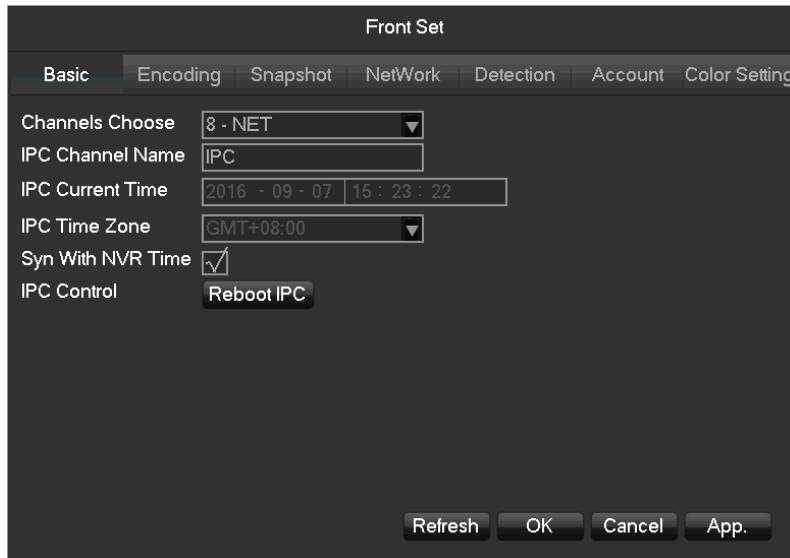 Front Set
Basic Encoding Snapshot NetWork Detection Account Color Setting
Channels Choose 8 - NET
IPC Channel Name IPC
IPC Current Time 2016 - 09 - 07 15 : 23 : 22
IPC Time Zone GMT+08:00
Syn With NVR Time
IPC Control Reboot IPC
Refresh OK Cancel App.